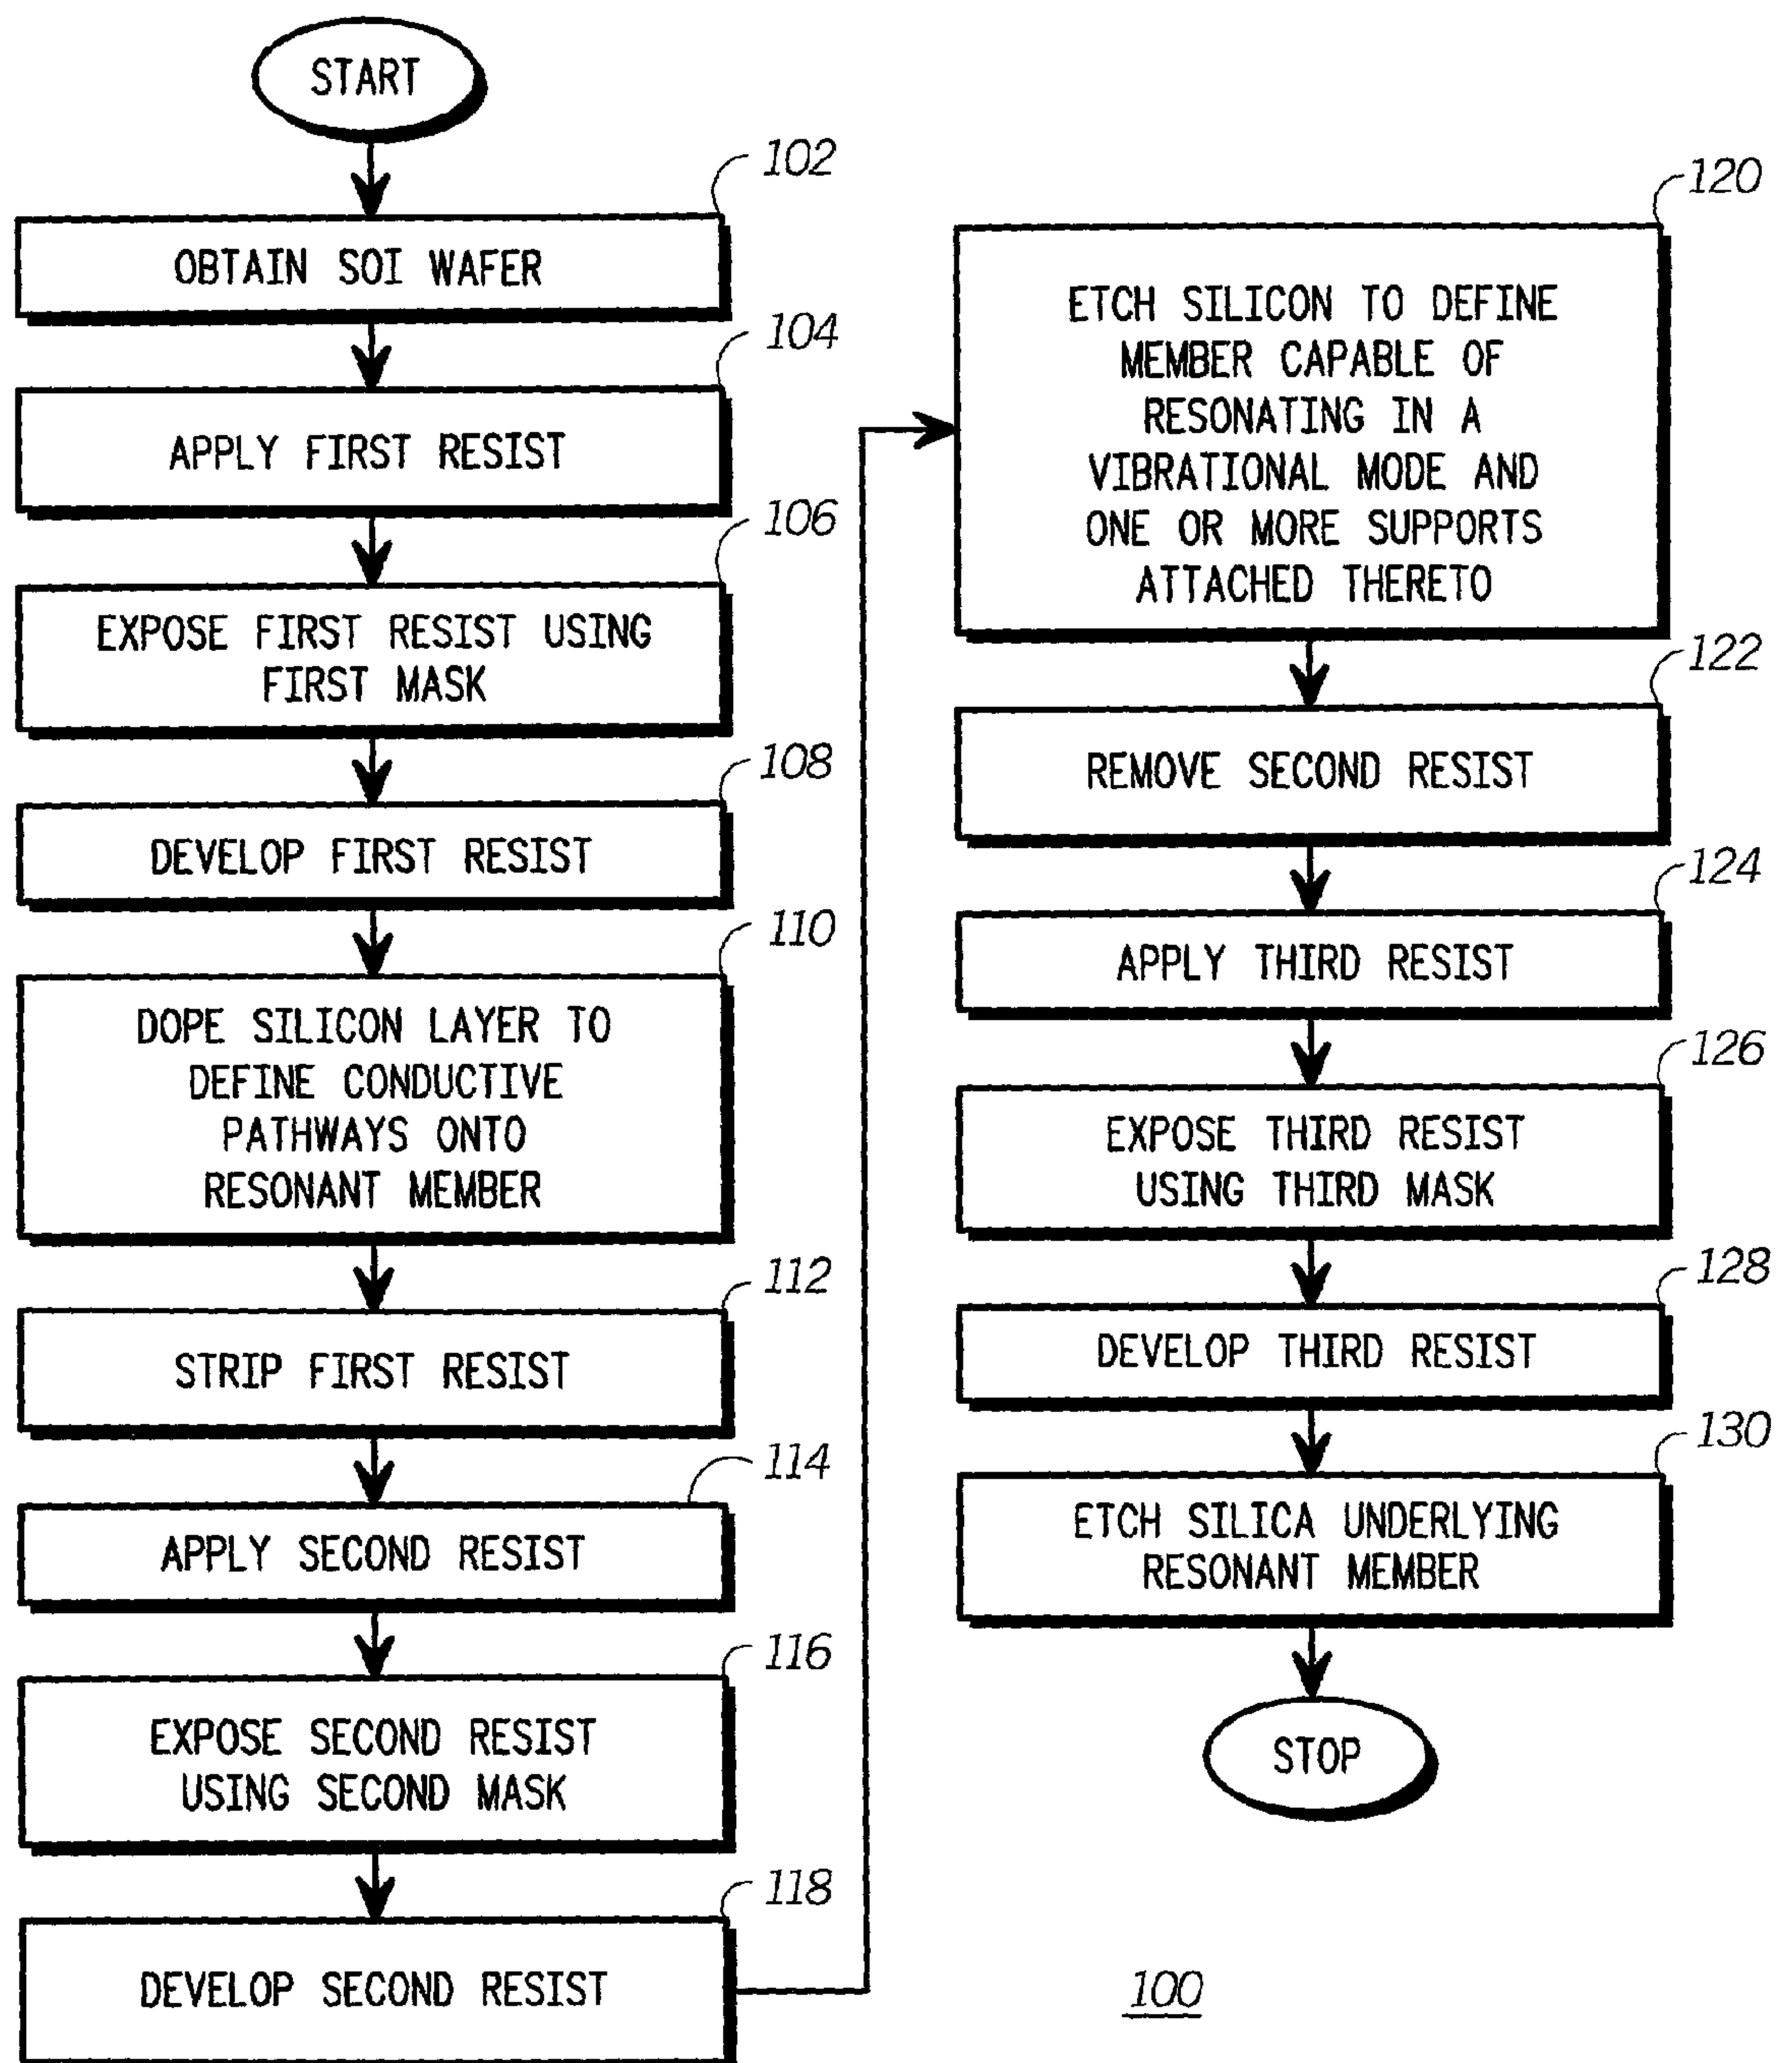 START
102
OBTAIN SOI WAFER
104
APPLY FIRST RESIST
106
EXPOSE FIRST RESIST USING
FIRST MASK
108
DEVELOP FIRST RESIST
110
DOPE SILICON LAYER TO
DEFINE CONDUCTIVE
PATHWAYS ONTO
RESONANT MEMBER
112
STRIP FIRST RESIST
114
APPLY SECOND RESIST
116
EXPOSE SECOND RESIST
USING SECOND MASK
118
DEVELOP SECOND RESIST
120
ETCH SILICON TO DEFINE
MEMBER CAPABLE OF
RESONATING IN A
VIBRATIONAL MODE AND
ONE OR MORE SUPPORTS
ATTACHED THERETO
122
REMOVE SECOND RESIST
124
APPLY THIRD RESIST
126
EXPOSE THIRD RESIST
USING THIRD MASK
128
DEVELOP THIRD RESIST
130
ETCH SILICA UNDERLYING
RESONANT MEMBER
STOP
100